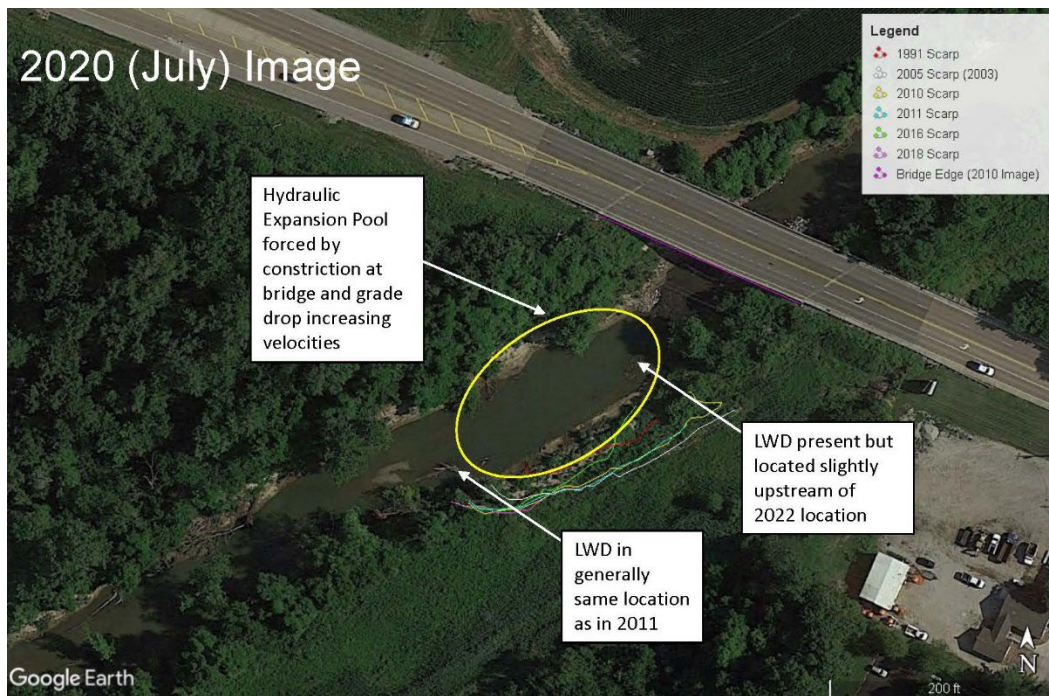 2020 (July) Image
Legend
1991 Scarp
2005 Scarp (2003)
2010 Scarp
2011 Scarp
2016 Scarp
2018 Scarp
Bridge Edge (2010 Image)
Hydraulic
Expansion Pool
forced by
constriction at
bridge and grade
drop increasing
velocities
LWD present but
located slightly
upstream of
2022 location
LWD in
generally
same location
as in 2011
Google Earth
N
200 ft